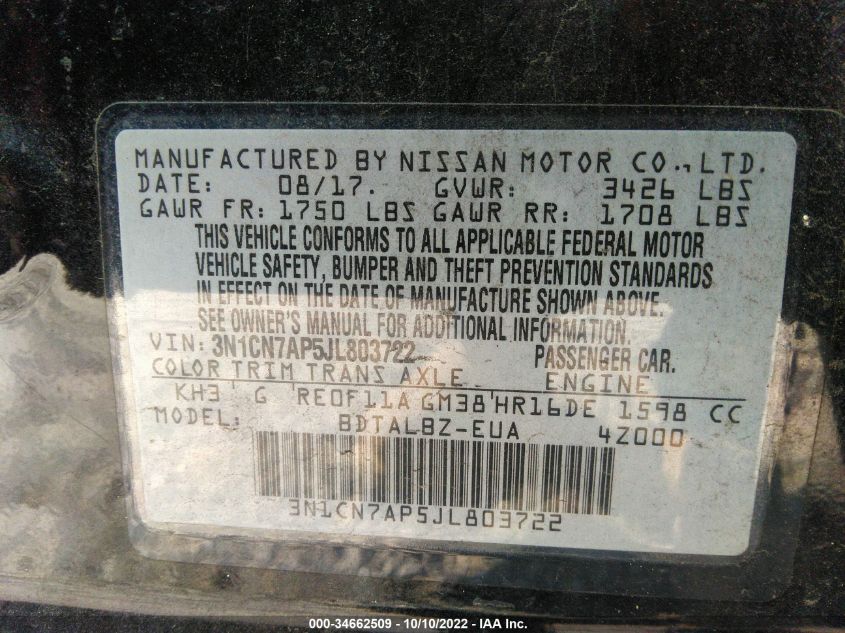 MANUFACTURED BY NISSAN MOTOR CO., LTD.
DATE: 08/17. GVWR: 3426 LBS
GAWR FR: 1750 LBS GAWR RR: 1708 LBS
THIS VEHICLE CONFORMS TO ALL APPLICABLE FEDERAL MOTOR
VEHICLE SAFETY, BUMPER AND THEFT PREVENTION STANDARDS
IN EFFECT ON THE DATE OF MANUFACTURE SHOWN ABOVE.
SEE OWNER'S MANUAL FOR ADDITIONAL INFORMATION.
VIN: 3N1CN7AP5JL803722 PASSENGER CAR.
COLOR TRIM TRANS AXLE ENGINE
KH3 ' G 'RE0F11A GM38'HR16DE 1598 CC
MODEL: BDTALBZ-EUA 4Z000
3N1CN7AP5JL803722
000-34662509 - 10/10/2022 - IAA Inc.